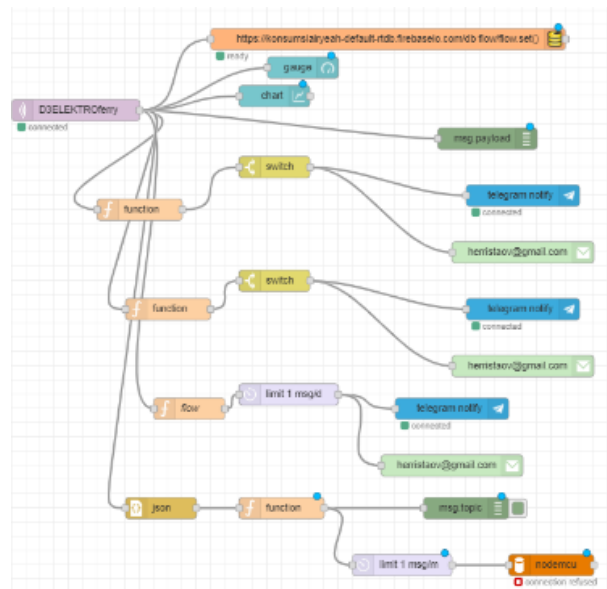 https://konsumsiairyeah-default-rtdb.firebaseio.com/db flow/flow.set()
ready
gauge
chart
D3ELEKTROferry
connected
msg.payload
switch
telegram notify
connected
function
herristaov@gmail.com
switch
function
telegram notify
connected
herristaov@gmail.com
limit 1 msg/d
flow
telegram notify
connected
herristaov@gmail.com
json
function
msg.topic
limit 1 msg/m
nodemcu
connection refused